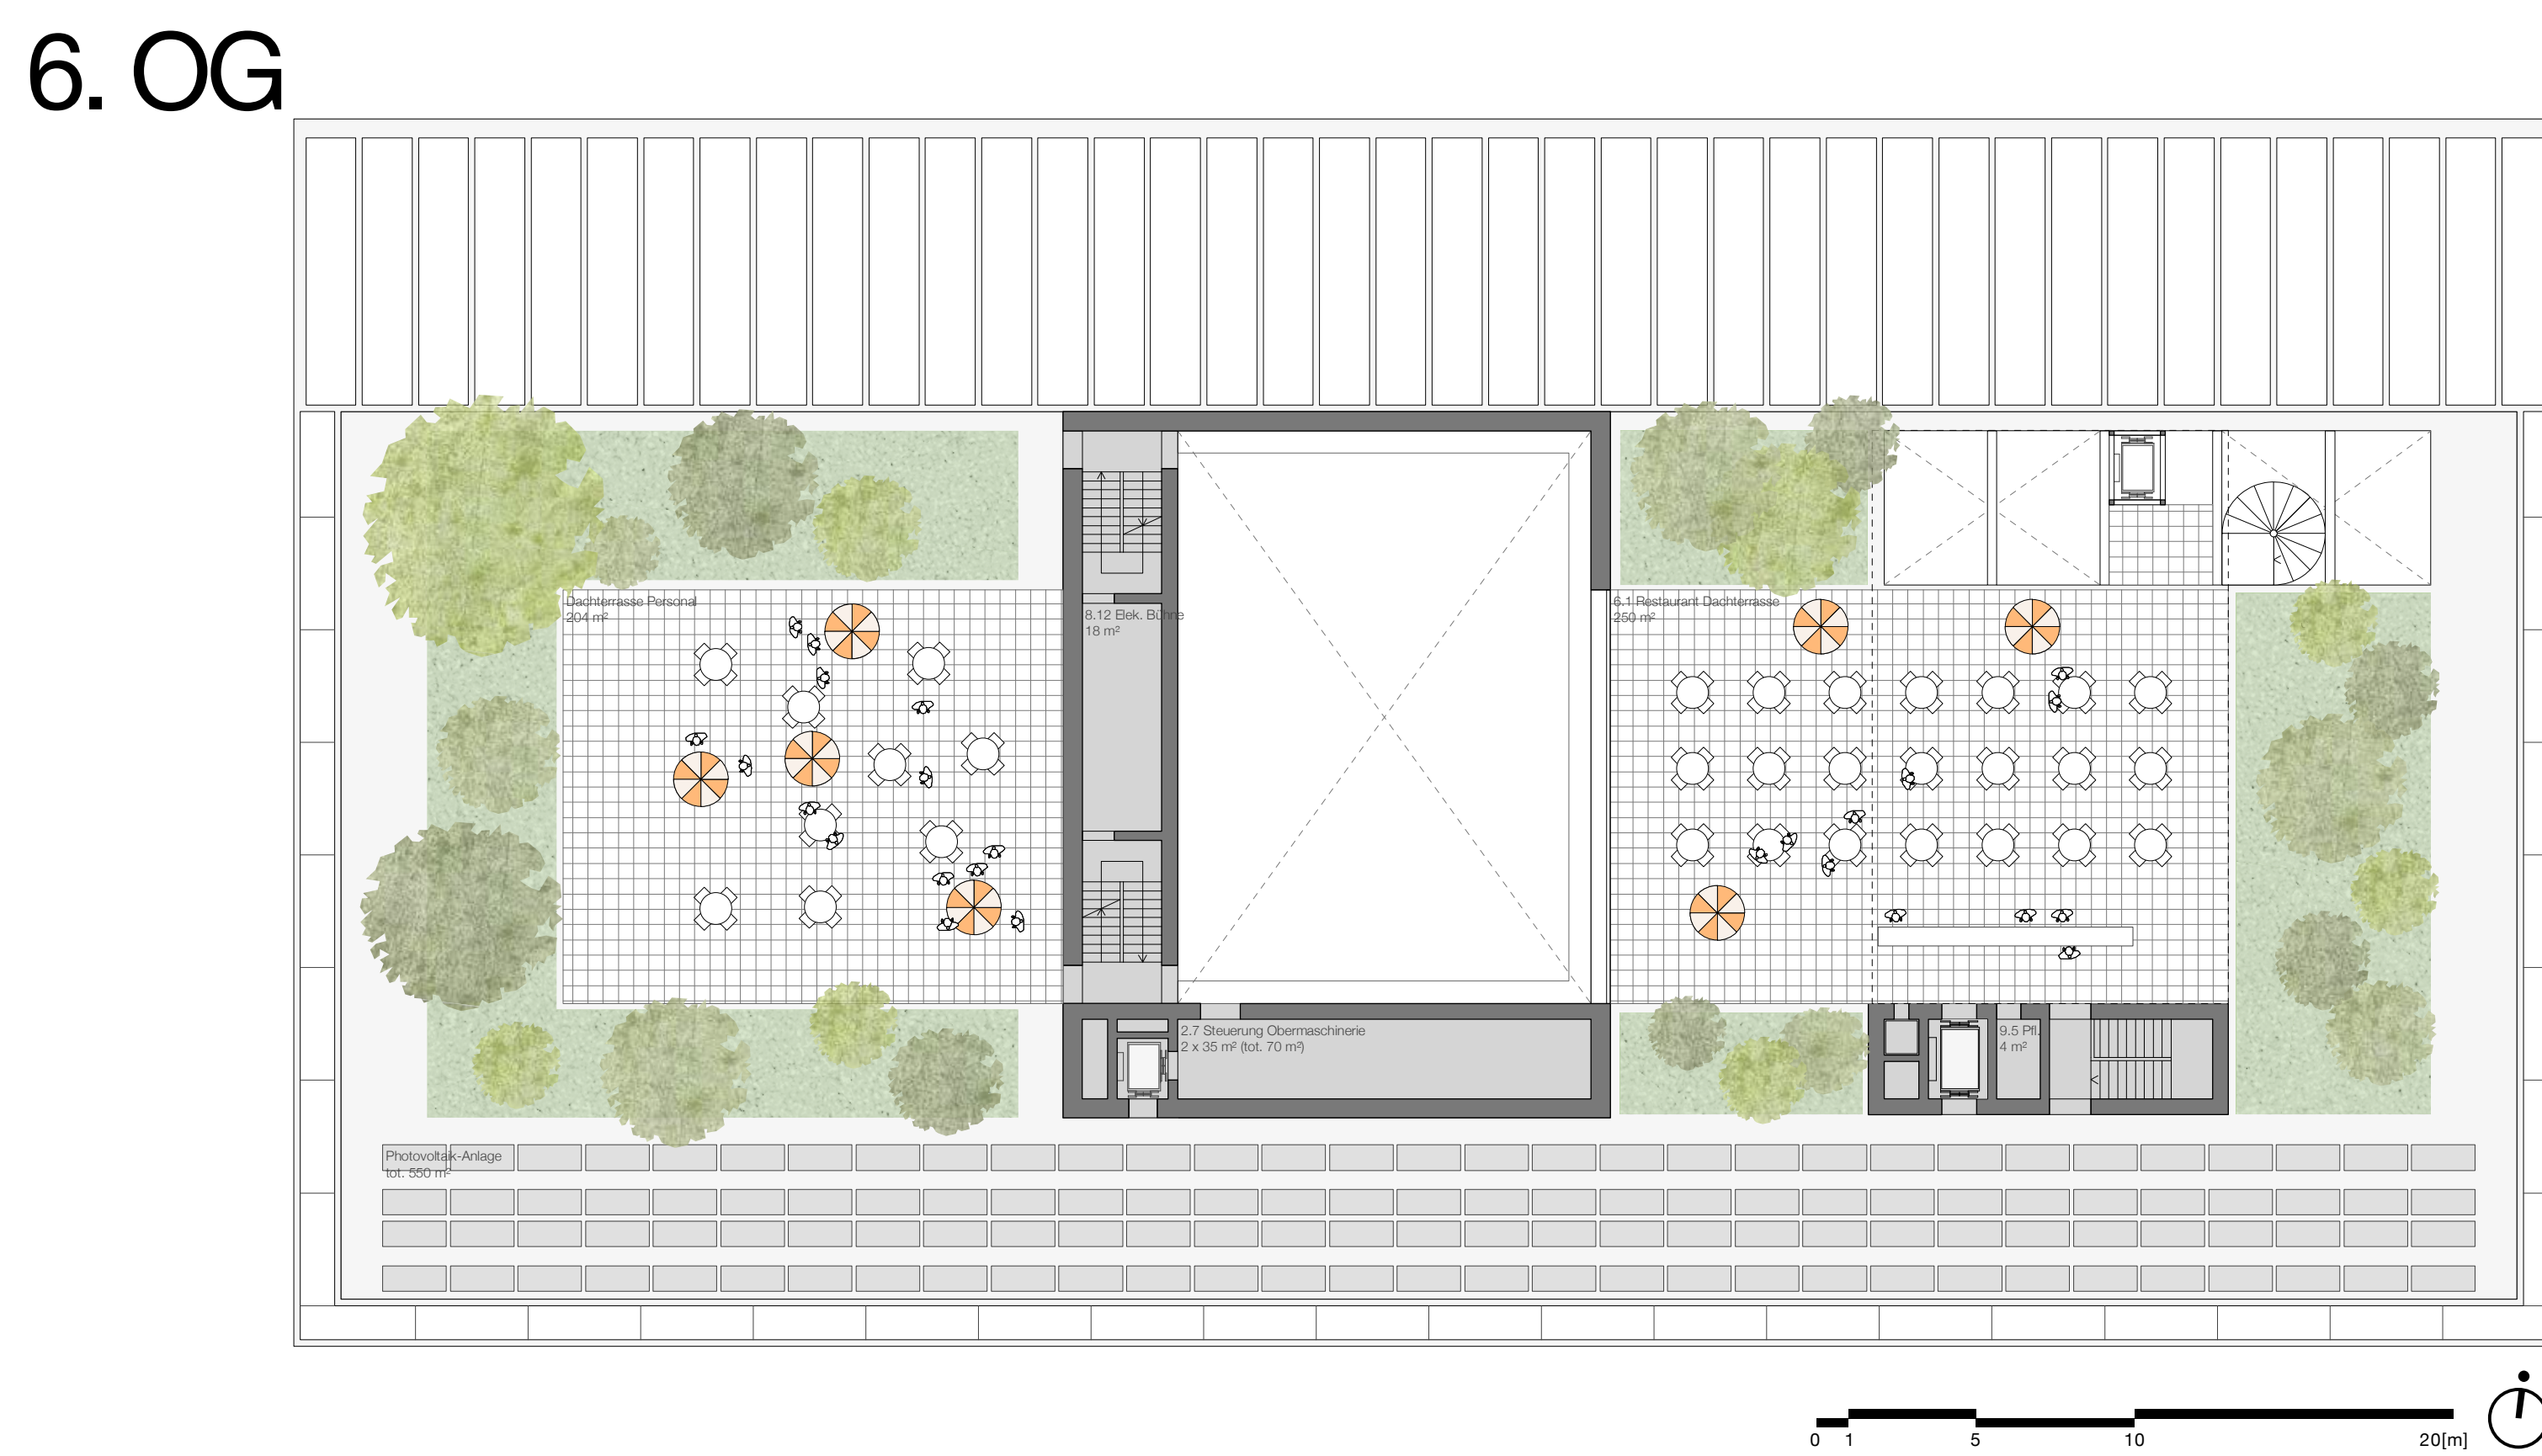 6. OG
Dachterrasse Personal
204 m²
8.12 Elek. Bühne
18 m²
6.1 Restaurant Dachterrasse
250 m²
2.7 Steuerung Obermaschinerie
2 x 35 m² (tot. 70 m²)
9.5 Pfl.
4 m²
Photovoltaik-Anlage
tot. 550 m²
0 1 5 10 20[m]